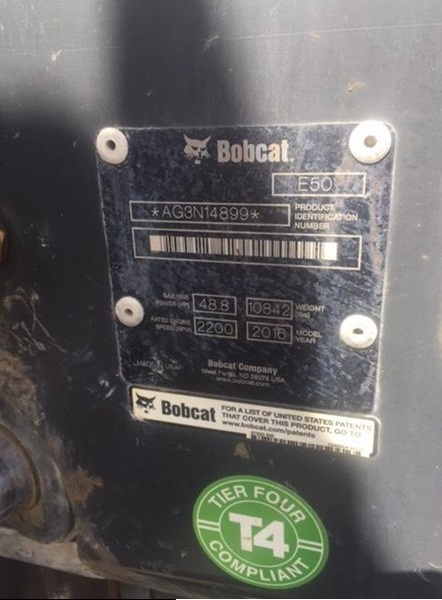 Bobcat.
E50
*AG3N14899*
PRODUCT
IDENTIFICATION
NUMBER
POWER (HP) 48.8 10842 WEIGHT (lbs)
RATED ENGINE
SPEED (RPM) 2200 2016 MODEL
YEAR
MADE IN USA
Bobcat Company
West Fargo, ND 58078 USA
www.bobcat.com
Bobcat
FOR A LIST OF UNITED STATES PATENTS
THAT COVER THIS PRODUCT, GO TO
www.bobcat.com/patents
TIER FOUR
T4
COMPLIANT